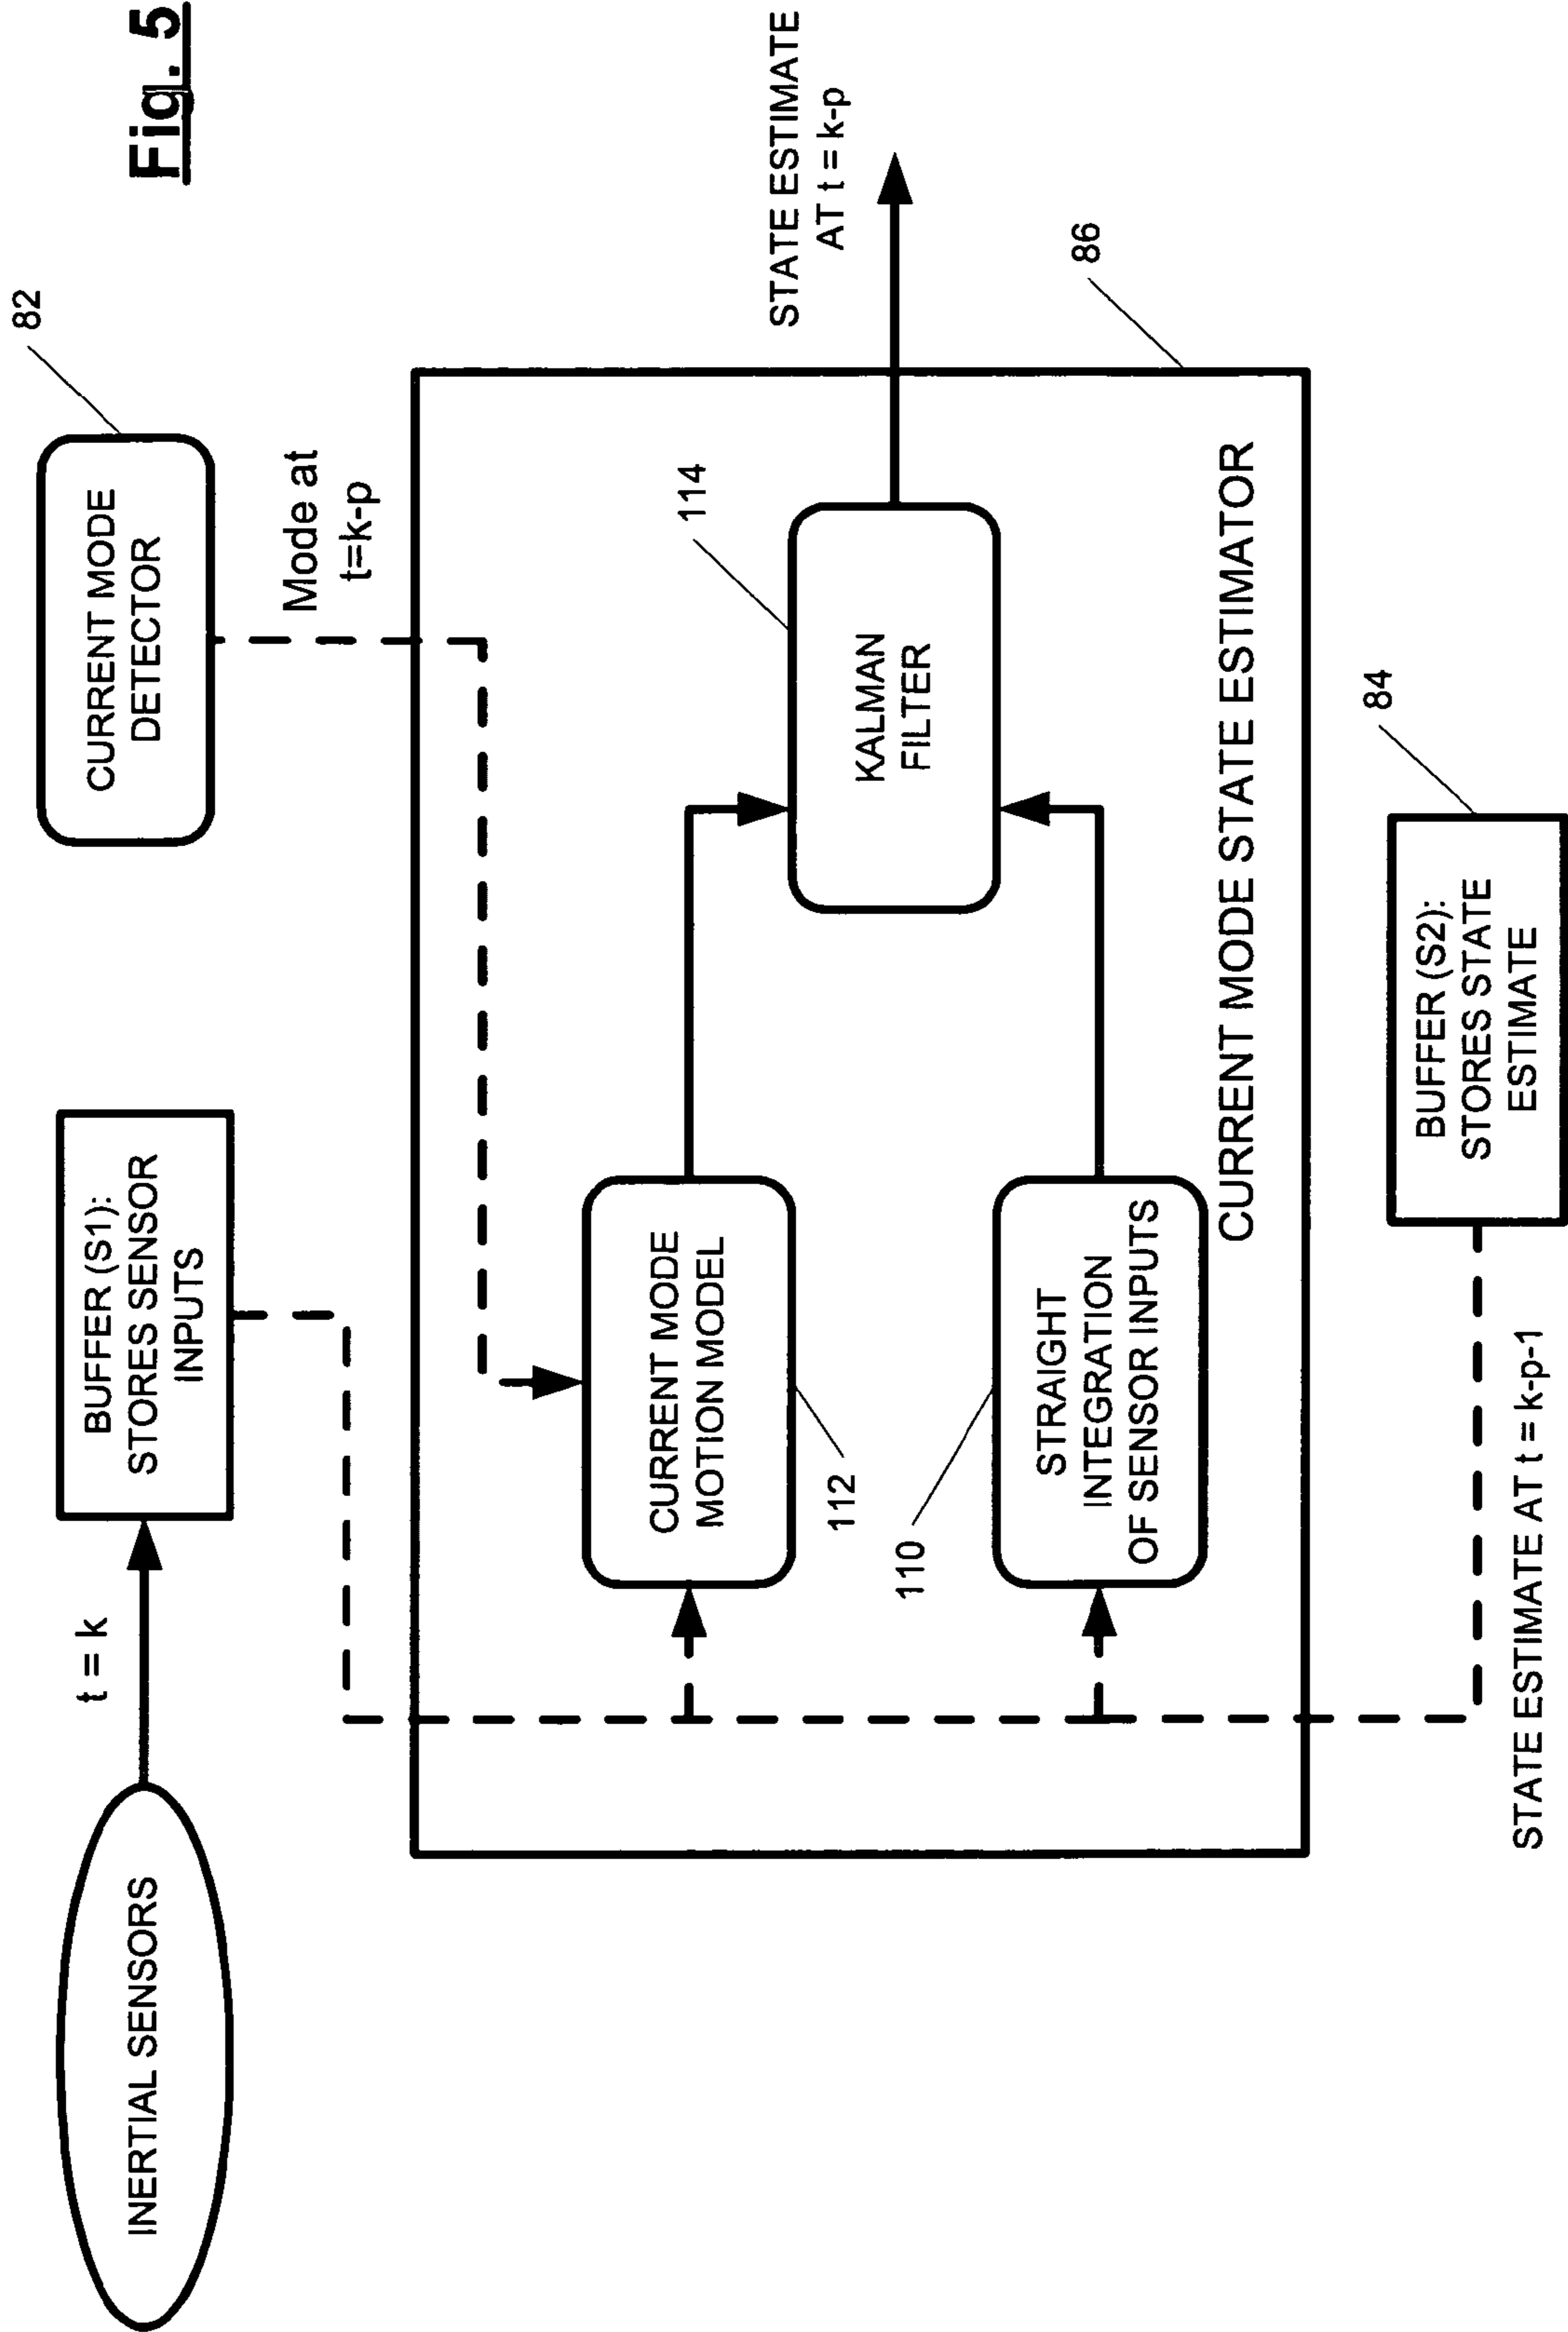 Fig. 5
INERTIAL SENSORS
t = k
BUFFER (S1):
STORES SENSOR
INPUTS
CURRENT MODE
DETECTOR
82
Mode at
t=k-p
CURRENT MODE
MOTION MODEL
112
STRAIGHT
INTEGRATION
OF SENSOR INPUTS
110
KALMAN
FILTER
114
STATE ESTIMATE
AT t = k-p
86
CURRENT MODE STATE ESTIMATOR
BUFFER (S2):
STORES STATE
ESTIMATE
84
STATE ESTIMATE AT t = k-p-1